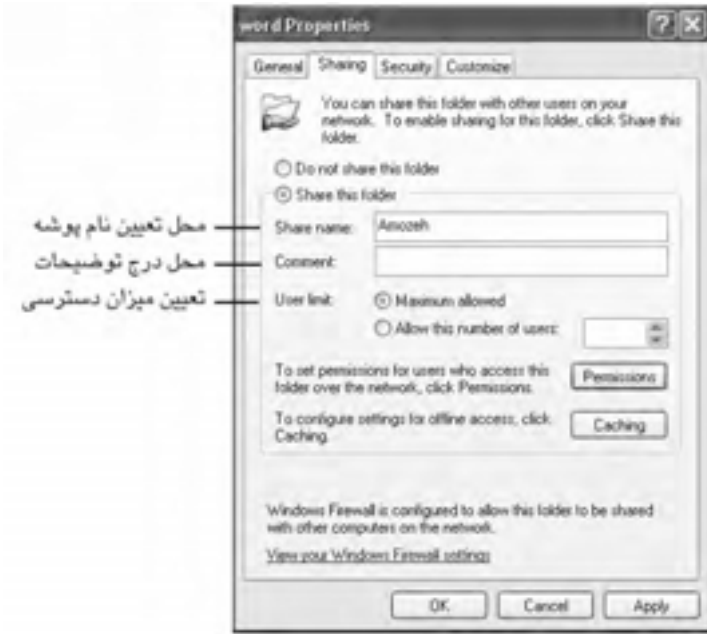 word Properties
General Sharing Security Customize
You can share this folder with other users on your
network. To enable sharing for this folder, click Share this
folder.
Do not share this folder
Share this folder
محل تعیین نام پوشه
Share name: Amozeh
محل درج توضیحات
Comment:
تعیین میزان دسترسی
User limit: Maximum allowed
Allow this number of users:
To set permissions for users who access this
folder over the network, click Permissions.
Permissions
To configure settings for offline access, click
Caching.
Caching
Windows Firewall is configured to allow this folder to be shared
with other computers on the network.
View your Windows Firewall settings
OK Cancel Apply